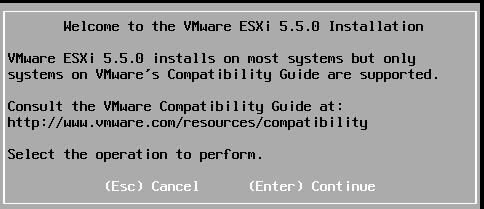 Welcome to the VMware ESXi 5.5.0 Installation
VMware ESXi 5.5.0 installs on most systems but only
systems on VMware's Compatibility Guide are supported.
Consult the VMware Compatibility Guide at:
http://www.vmware.com/resources/compatibility
Select the operation to perform.
(Esc) Cancel (Enter) Continue